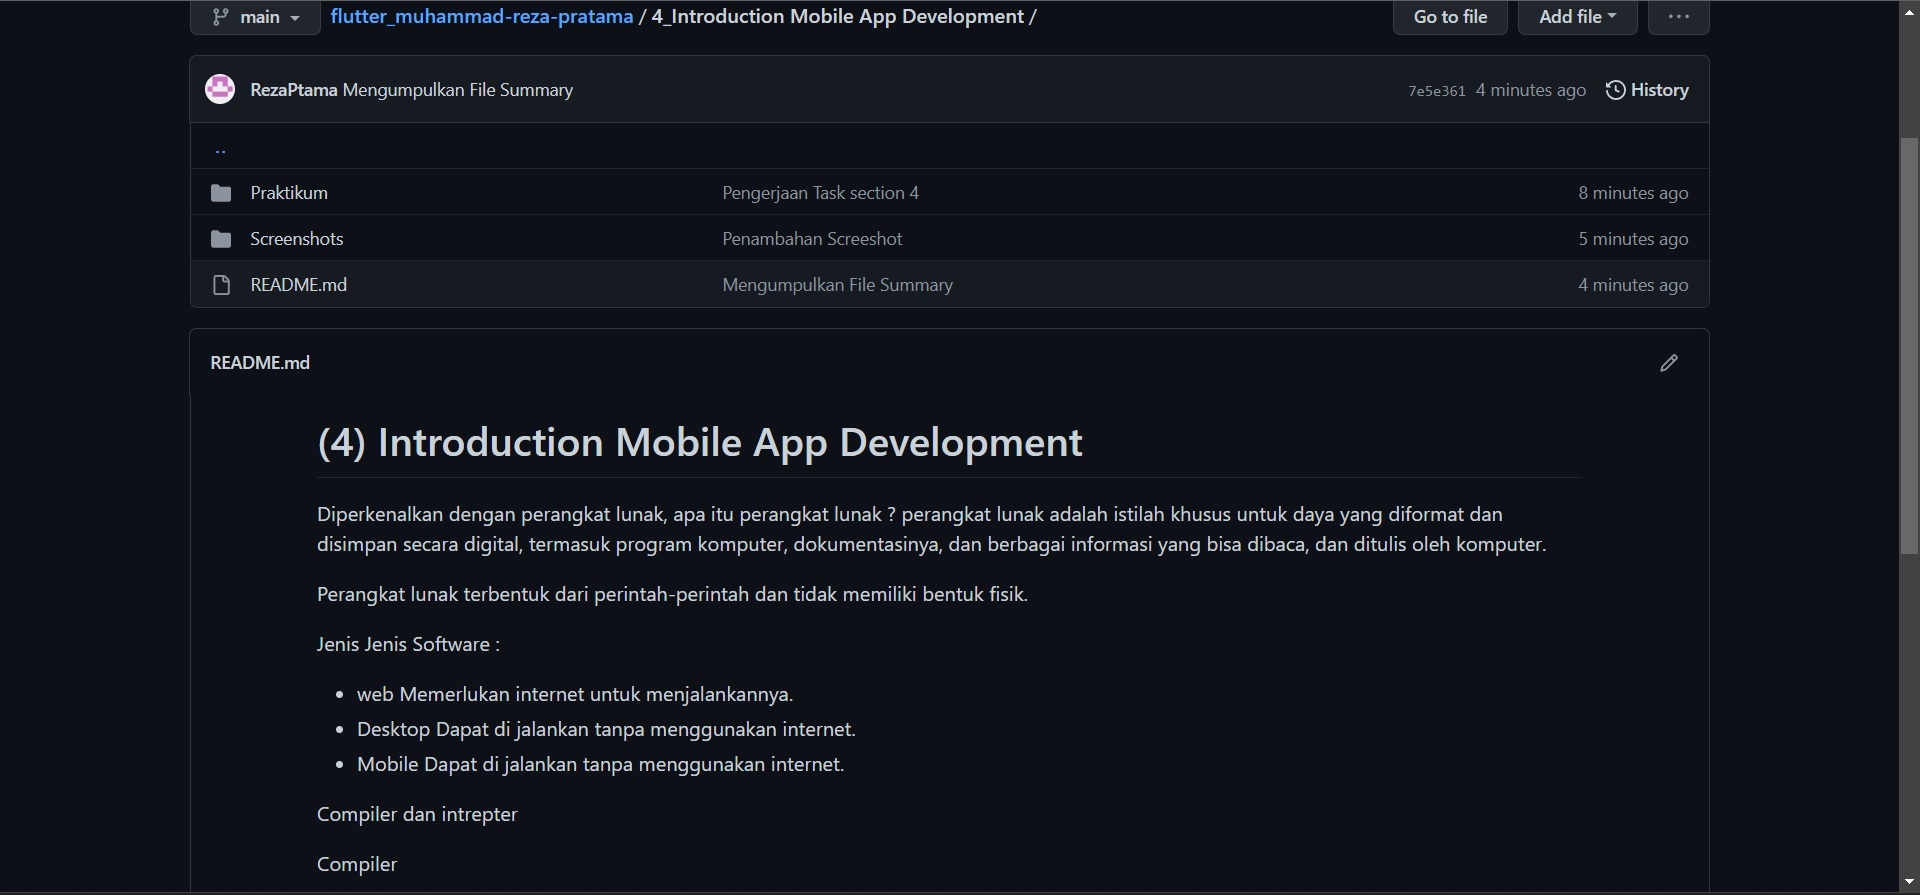 main flutter_muhammad-reza-pratama / 4_Introduction Mobile App Development / Go to file Add file ...
RezaPtama Mengumpulkan File Summary 7e5e361 4 minutes ago History
..
Praktikum Pengerjaan Task section 4 8 minutes ago
Screenshots Penambahan Screeshot 5 minutes ago
README.md Mengumpulkan File Summary 4 minutes ago
README.md
(4) Introduction Mobile App Development
Diperkenalkan dengan perangkat lunak, apa itu perangkat lunak ? perangkat lunak adalah istilah khusus untuk daya yang diformat dan
disimpan secara digital, termasuk program komputer, dokumentasinya, dan berbagai informasi yang bisa dibaca, dan ditulis oleh komputer.
Perangkat lunak terbentuk dari perintah-perintah dan tidak memiliki bentuk fisik.
Jenis Jenis Software :
• web Memerlukan internet untuk menjalankannya.
• Desktop Dapat di jalankan tanpa menggunakan internet.
• Mobile Dapat di jalankan tanpa menggunakan internet.
Compiler dan intrepter
Compiler